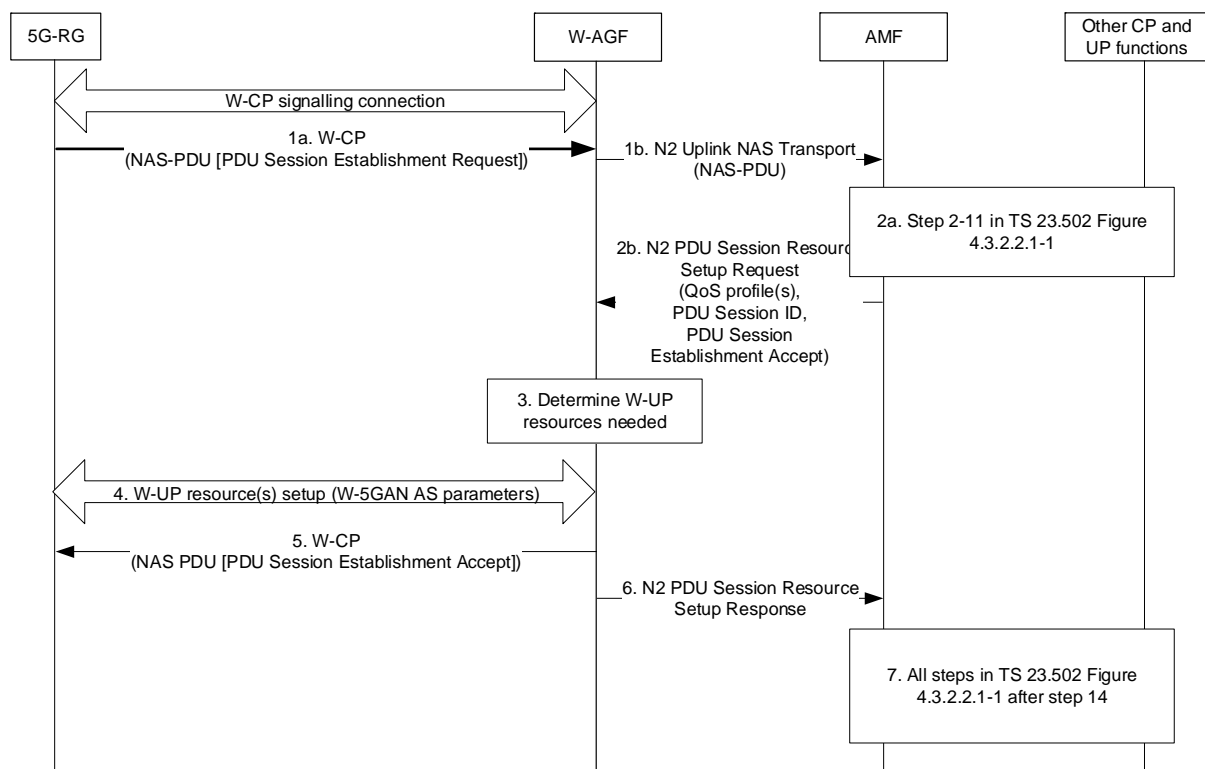 5G-RG
W-AGF
AMF
Other CP and
UP functions
W-CP signalling connection
1a. W-CP
(NAS-PDU [PDU Session Establishment Request])
1b. N2 Uplink NAS Transport
(NAS-PDU)
2a. Step 2-11 in TS 23.502 Figure
4.3.2.2.1-1
2b. N2 PDU Session Resourc
Setup Request
(QoS profile(s),
PDU Session ID,
PDU Session
Establishment Accept)
3. Determine W-UP
resources needed
4. W-UP resource(s) setup (W-5GAN AS parameters)
5. W-CP
(NAS PDU [PDU Session Establishment Accept])
6. N2 PDU Session Resource
Setup Response
7. All steps in TS 23.502 Figure
4.3.2.2.1-1 after step 14